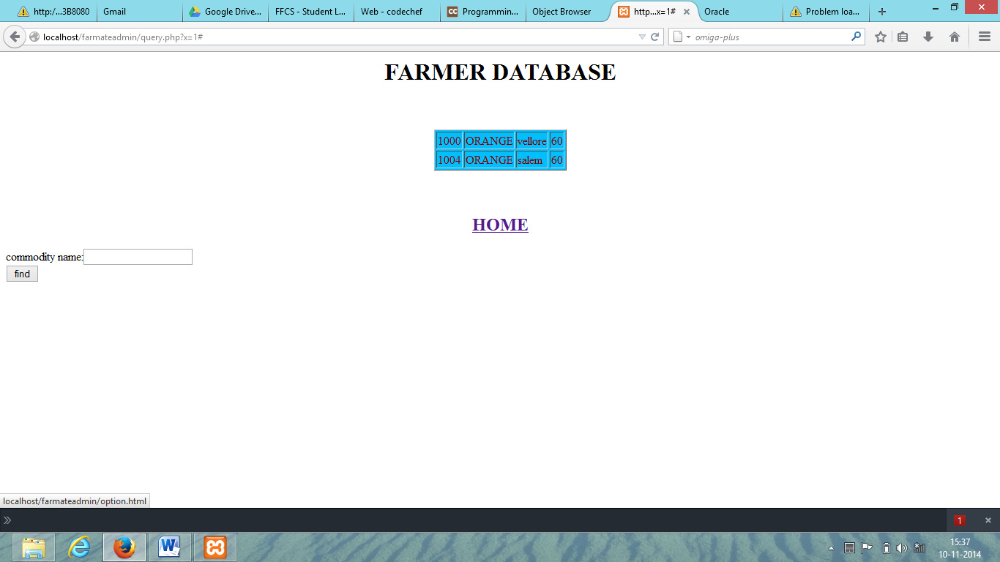 http:/...3B8080 Gmail Google Drive... FFCS - Student L... Web - codechef Programmin... Object Browser http...x=1# Oracle Problem loa...
localhost/farmateadmin/query.php?x=1# omiga-plus
FARMER DATABASE
1000 ORANGE vellore 60
1004 ORANGE salem 60
HOME
commodity name:
find
localhost/farmateadmin/option.html
1
15:37
10-11-2014